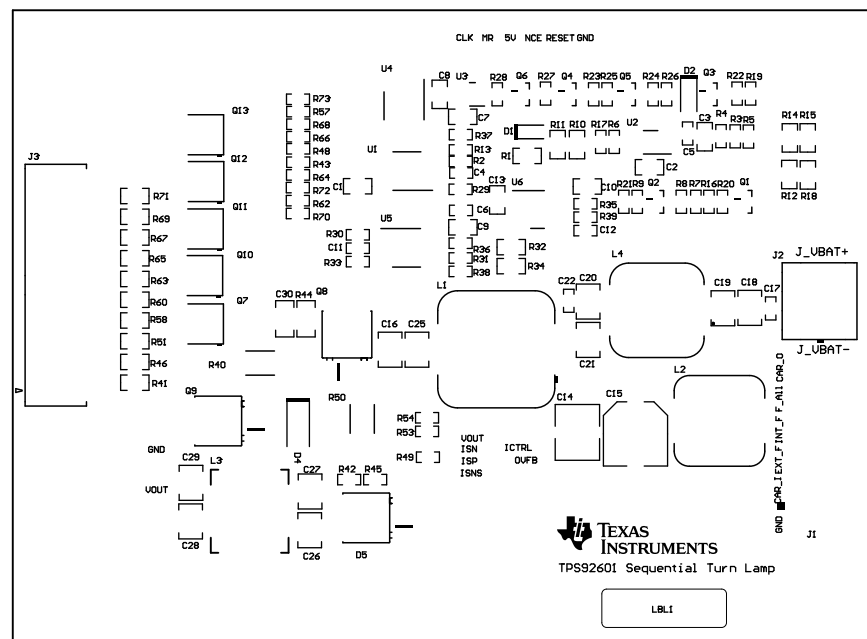 CLK MR 5V NCE RESET GND
U4
C8 U3 R28 Q6 R27 Q4 R23 R25 Q5 R24 R26 D2 Q3 R22 R19
R73
R57
R68
R66
R48
R43
R64
R72
R62
R70
C7
R37
R13
R2
C4
R29
C6
C9
R36
R31
R38
D1 R11 R10 R17 R6 U2 C5 C3 R4 R3 R5 R14 R15
R1
C2
R12 R18
U1
C1
U6
C13
C10
R35
R39
C12
R21 R9 Q2 R8 R7 R16 R20 Q1
U5
R30
C11
R33
R32
R34
J3
Q13
Q12
Q11
Q10
Q7
R71
R69
R67
R65
R63
R60
R58
R51
R46
R41
C30 R44 Q8
C16 C25
L1
C22 C20
C21
L4
C19 C18 C17
J2
J_VBAT+
J_VBAT-
R40
Q9
R50
R54
R53
R49
VOUT
ISN
ISP
ISNS
ICTRL
OVFB
C14 C15
L2
CAR_I EXT_F INT_F F_All CAR_O
GND
J1
GND
C29
VOUT
C28
L3
D4
C27
C26
R42 R45
D5
TEXAS
INSTRUMENTS
TPS92601 Sequential Turn Lamp
LBL1